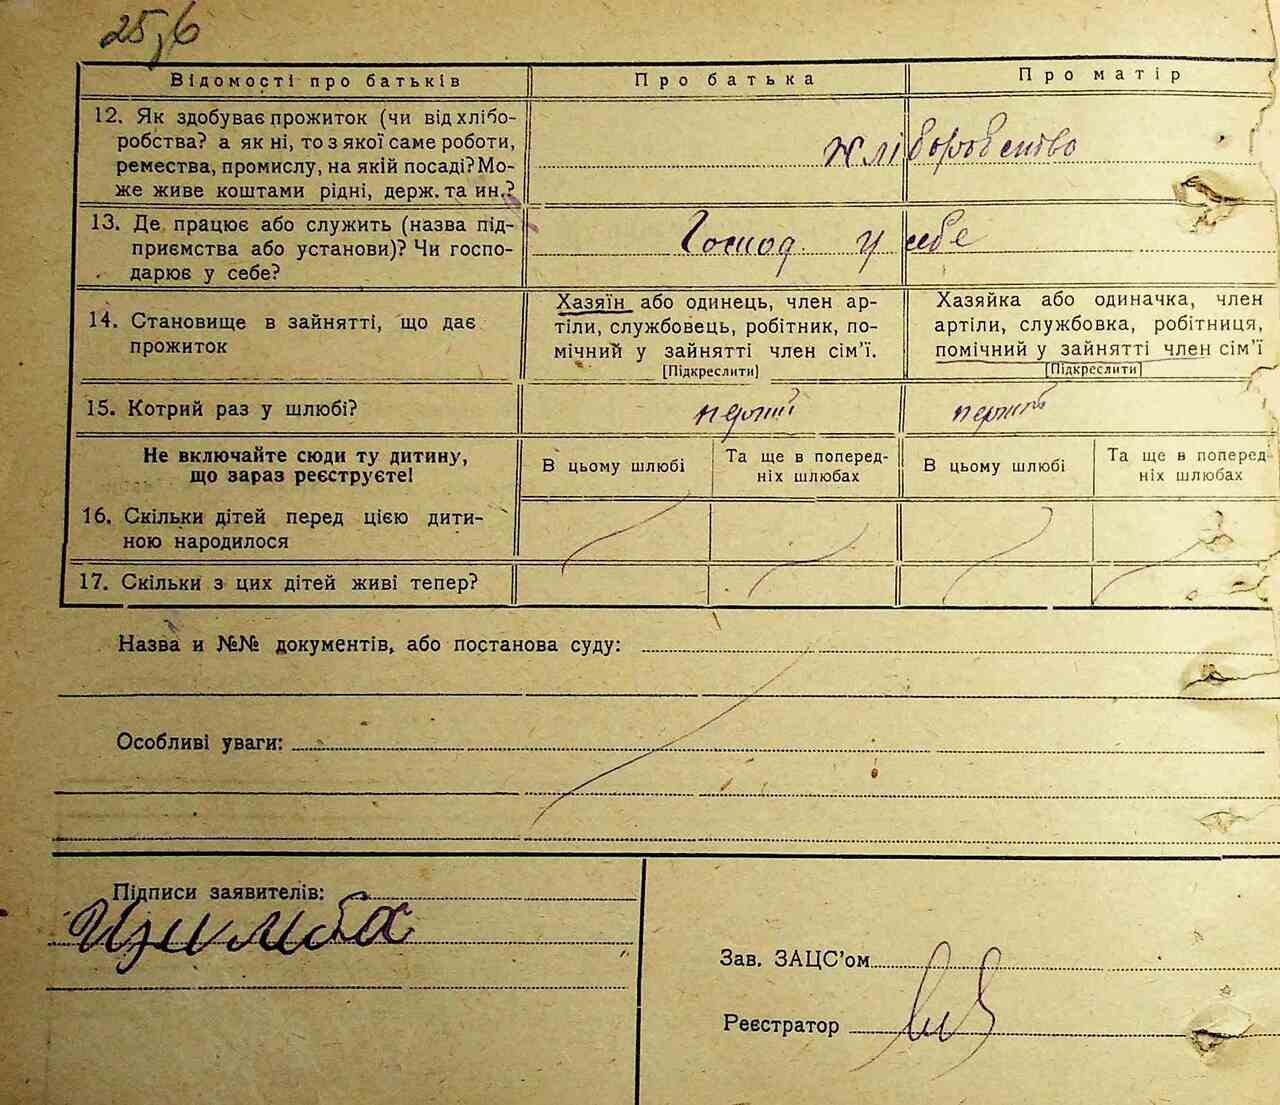 25,6
Відомості про батьків Про батька Про матір
12. Як здобуває прожиток (чи від хлібо-
робства? а як ні, то з якої саме роботи,
ремества, промислу, на якій посаді? Мо-
же живе коштами рідні, держ. та ин.?
хліборобство
13. Де працює або служить (назва під-
приємства або установи)? Чи госпо-
дарює у себе?
Господ. у себе
14. Становище в зайнятті, що дає
прожиток
Хазяїн або одинець, член ар-
тілі, службовець, робітник, по-
мічний у зайнятті член сім’ї.
[Підкреслити]
Хазяйка або одиначка, член
артіли, службовка, робітниця,
помічний у зайнятті член сім’ї
[Підкреслити]
15. Котрий раз у шлюбі? перший перший
Не включайте сюди ту дитину,
що зараз реєструєте!
В цьому шлюбі
Та ще в поперед-
ніх шлюбах
В цьому шлюбі
Та ще в поперед-
ніх шлюбах
16. Скільки дітей перед цією дити-
ною народилося
17. Скільки з цих дітей живі тепер?
Назва и №№ документів, або постанова суду:
Особливі уваги:
Підписи заявителів:
Зав. ЗАЦС’ом
Реєстратор